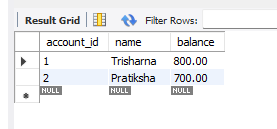 Result Grid Filter Rows:
account_id name balance
1 Trisharna 800.00
2 Pratiksha 700.00
NULL NULL NULL